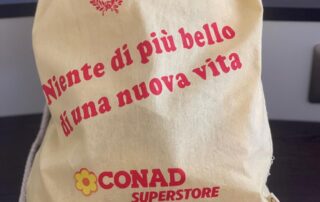 Niente di più bello
di una nuova vita
CONAD
SUPERSTORE